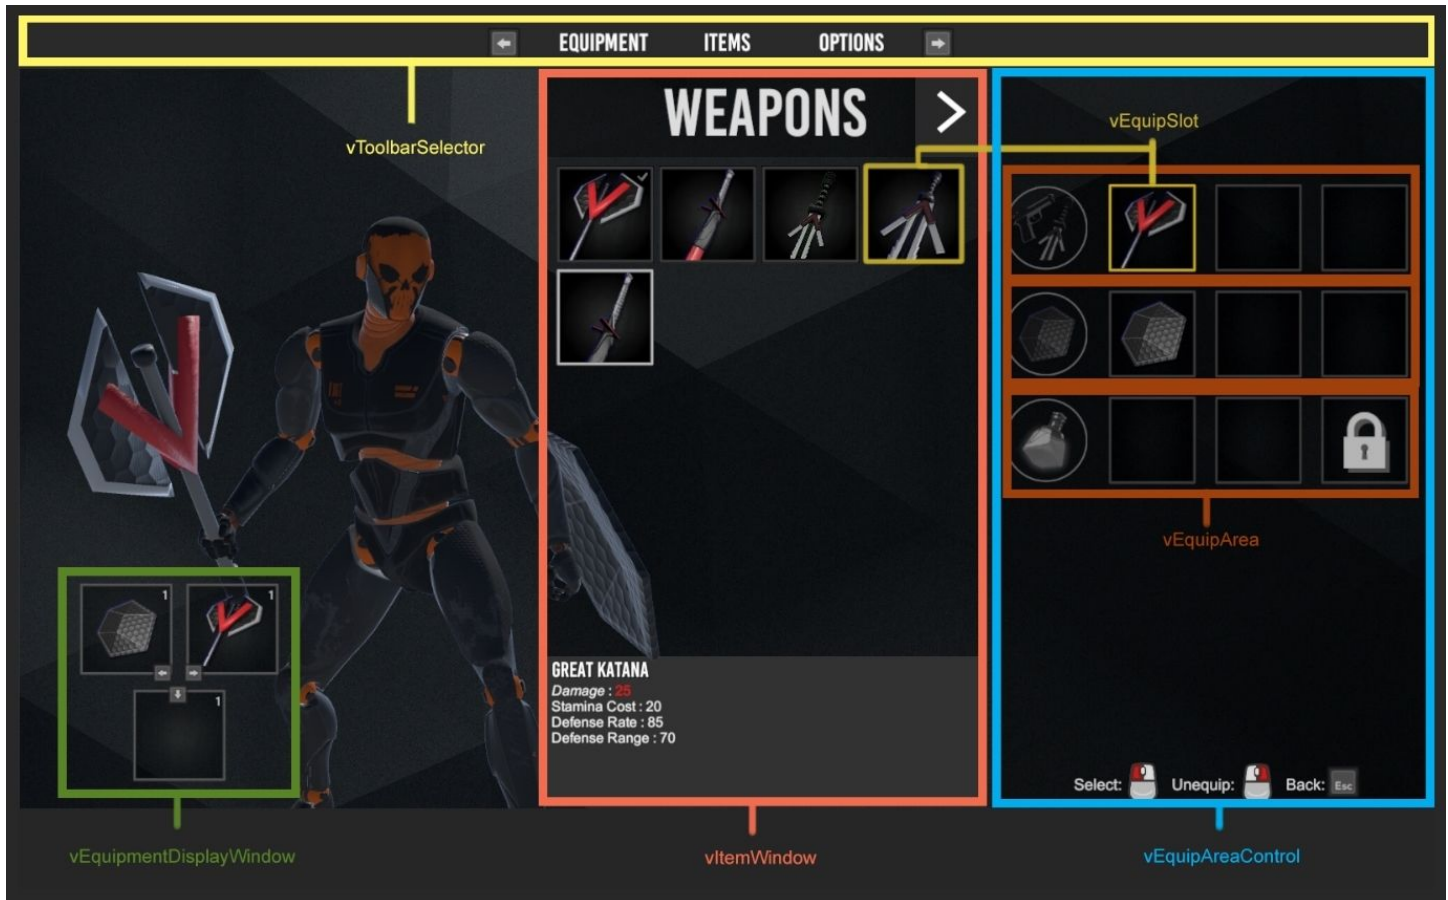 EQUIPMENT ITEMS OPTIONS
vToolbarSelector
WEAPONS
vEquipSlot
vEquipArea
1 1
1
GREAT KATANA
Damage : 25
Stamina Cost : 20
Defense Rate : 85
Defense Range : 70
Select: Unequip: Back: Esc
vEquipmentDisplayWindow
vItemWindow
vEquipAreaControl